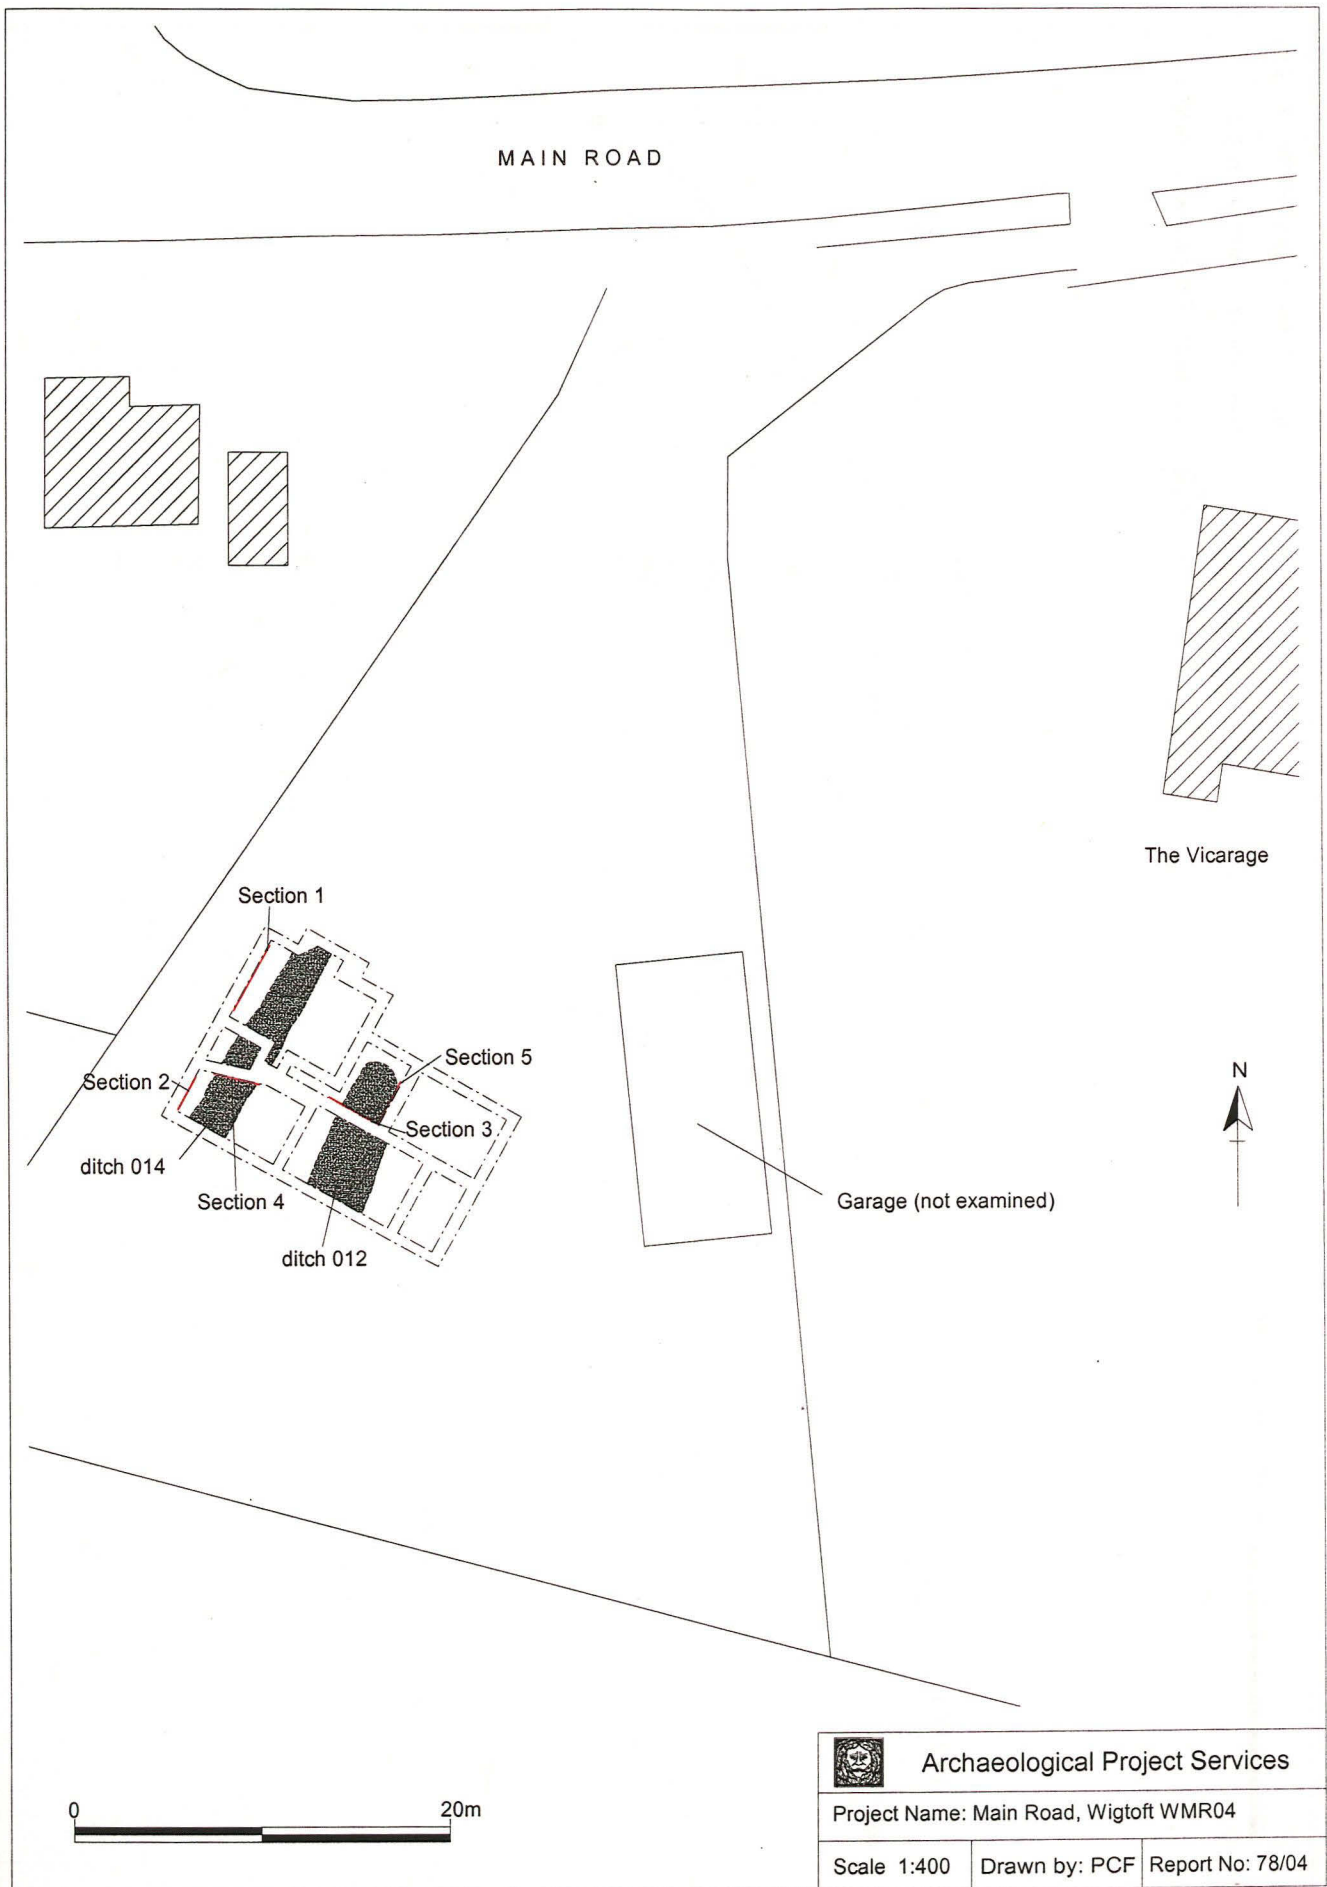 MAIN ROAD
The Vicarage
Section 1
Section 5
Section 2
Section 3
ditch 014
Section 4
ditch 012
Garage (not examined)
N
0 20m
Archaeological Project Services
Project Name: Main Road, Wigtoft WMR04
Scale 1:400 Drawn by: PCF Report No: 78/04